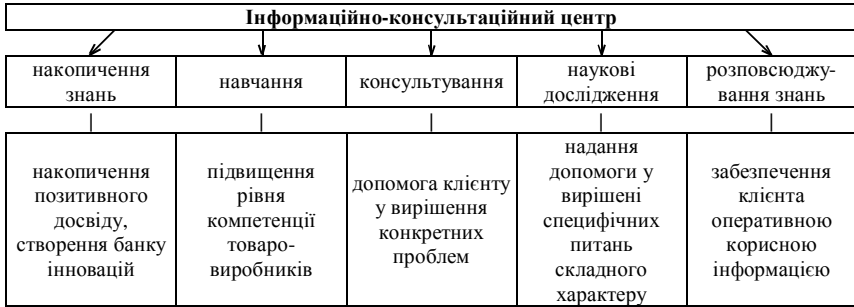 Інформаційно-консультаційний центр
накопичення
знань
навчання
консультування
наукові
дослідження
розповсюджу-
вання знань
накопичення
позитивного
досвіду,
створення банку
інновацій
підвищення
рівня
компетенції
товаро-
виробників
допомога клієнту
у вирішення
конкретних
проблем
надання
допомоги у
вирішені
специфічних
питань
складного
характеру
забезпечення
клієнта
оперативною
корисною
інформацією